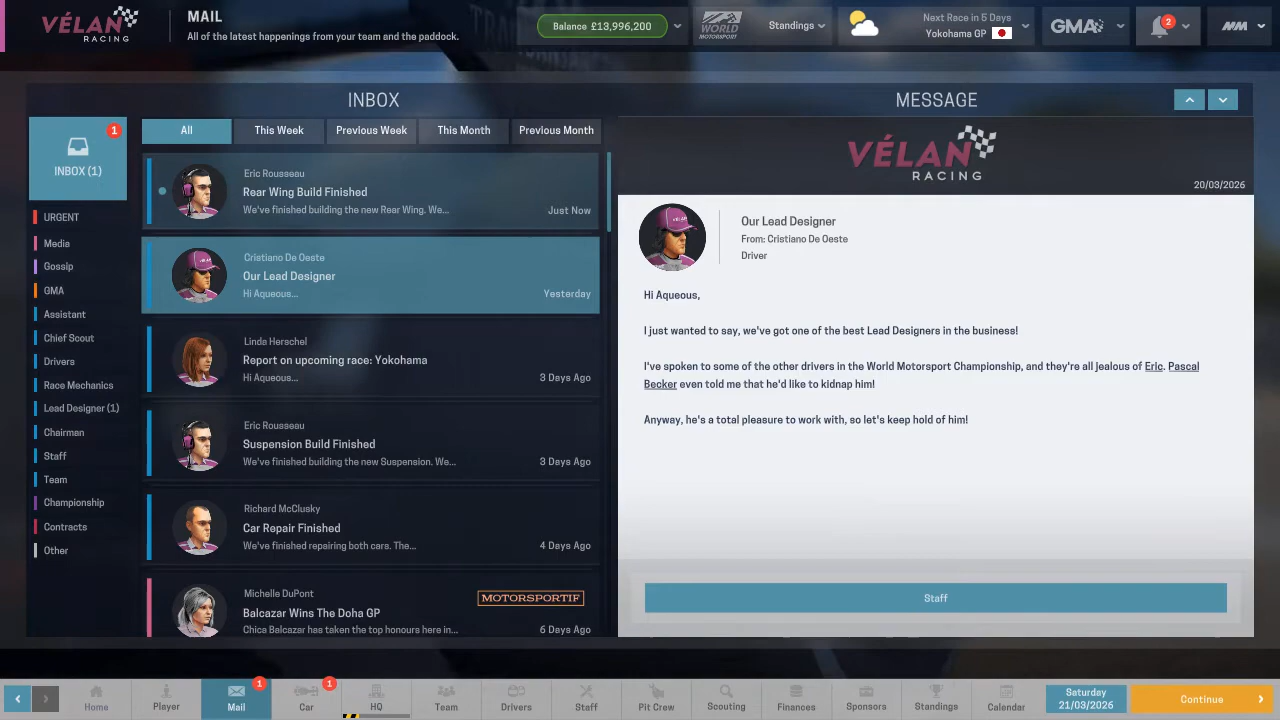 VÉLAN
RACING
MAIL
All of the latest happenings from your team and the paddock.
Balance £13,996,200
WORLD
MOTORSPORT
Standings
Next Race in 5 Days
Yokohama GP
GMA
2
INBOX
MESSAGE
1
INBOX (1)
URGENT
Media
Gossip
GMA
Assistant
Chief Scout
Drivers
Race Mechanics
Lead Designer (1)
Chairman
Staff
Team
Championship
Contracts
Other
All
This Week
Previous Week
This Month
Previous Month
Eric Rousseau
Rear Wing Build Finished
We've finished building the new Rear Wing. We...
Just Now
Cristiano De Oeste
Our Lead Designer
Hi Aqueous...
Yesterday
Linda Herschel
Report on upcoming race: Yokohama
Hi Aqueous...
3 Days Ago
Eric Rousseau
Suspension Build Finished
We've finished building the new Suspension. We...
3 Days Ago
Richard McClusky
Car Repair Finished
We've finished repairing both cars. The...
4 Days Ago
Michelle DuPont
MOTORSPORTIF
Balcazar Wins The Doha GP
Chica Balcazar has taken the top honours here in...
6 Days Ago
VÉLAN
RACING
20/03/2026
Our Lead Designer
From: Cristiano De Oeste
Driver
Hi Aqueous,
I just wanted to say, we've got one of the best Lead Designers in the business!
I've spoken to some of the other drivers in the World Motorsport Championship, and they're all jealous of Eric. Pascal
Becker even told me that he'd like to kidnap him!
Anyway, he's a total pleasure to work with, so let's keep hold of him!
Staff
Home
Player
1
Mail
1
Car
HQ
Team
Drivers
Staff
Pit Crew
Scouting
Finances
Sponsors
Standings
Calendar
Saturday
21/03/2026
Continue